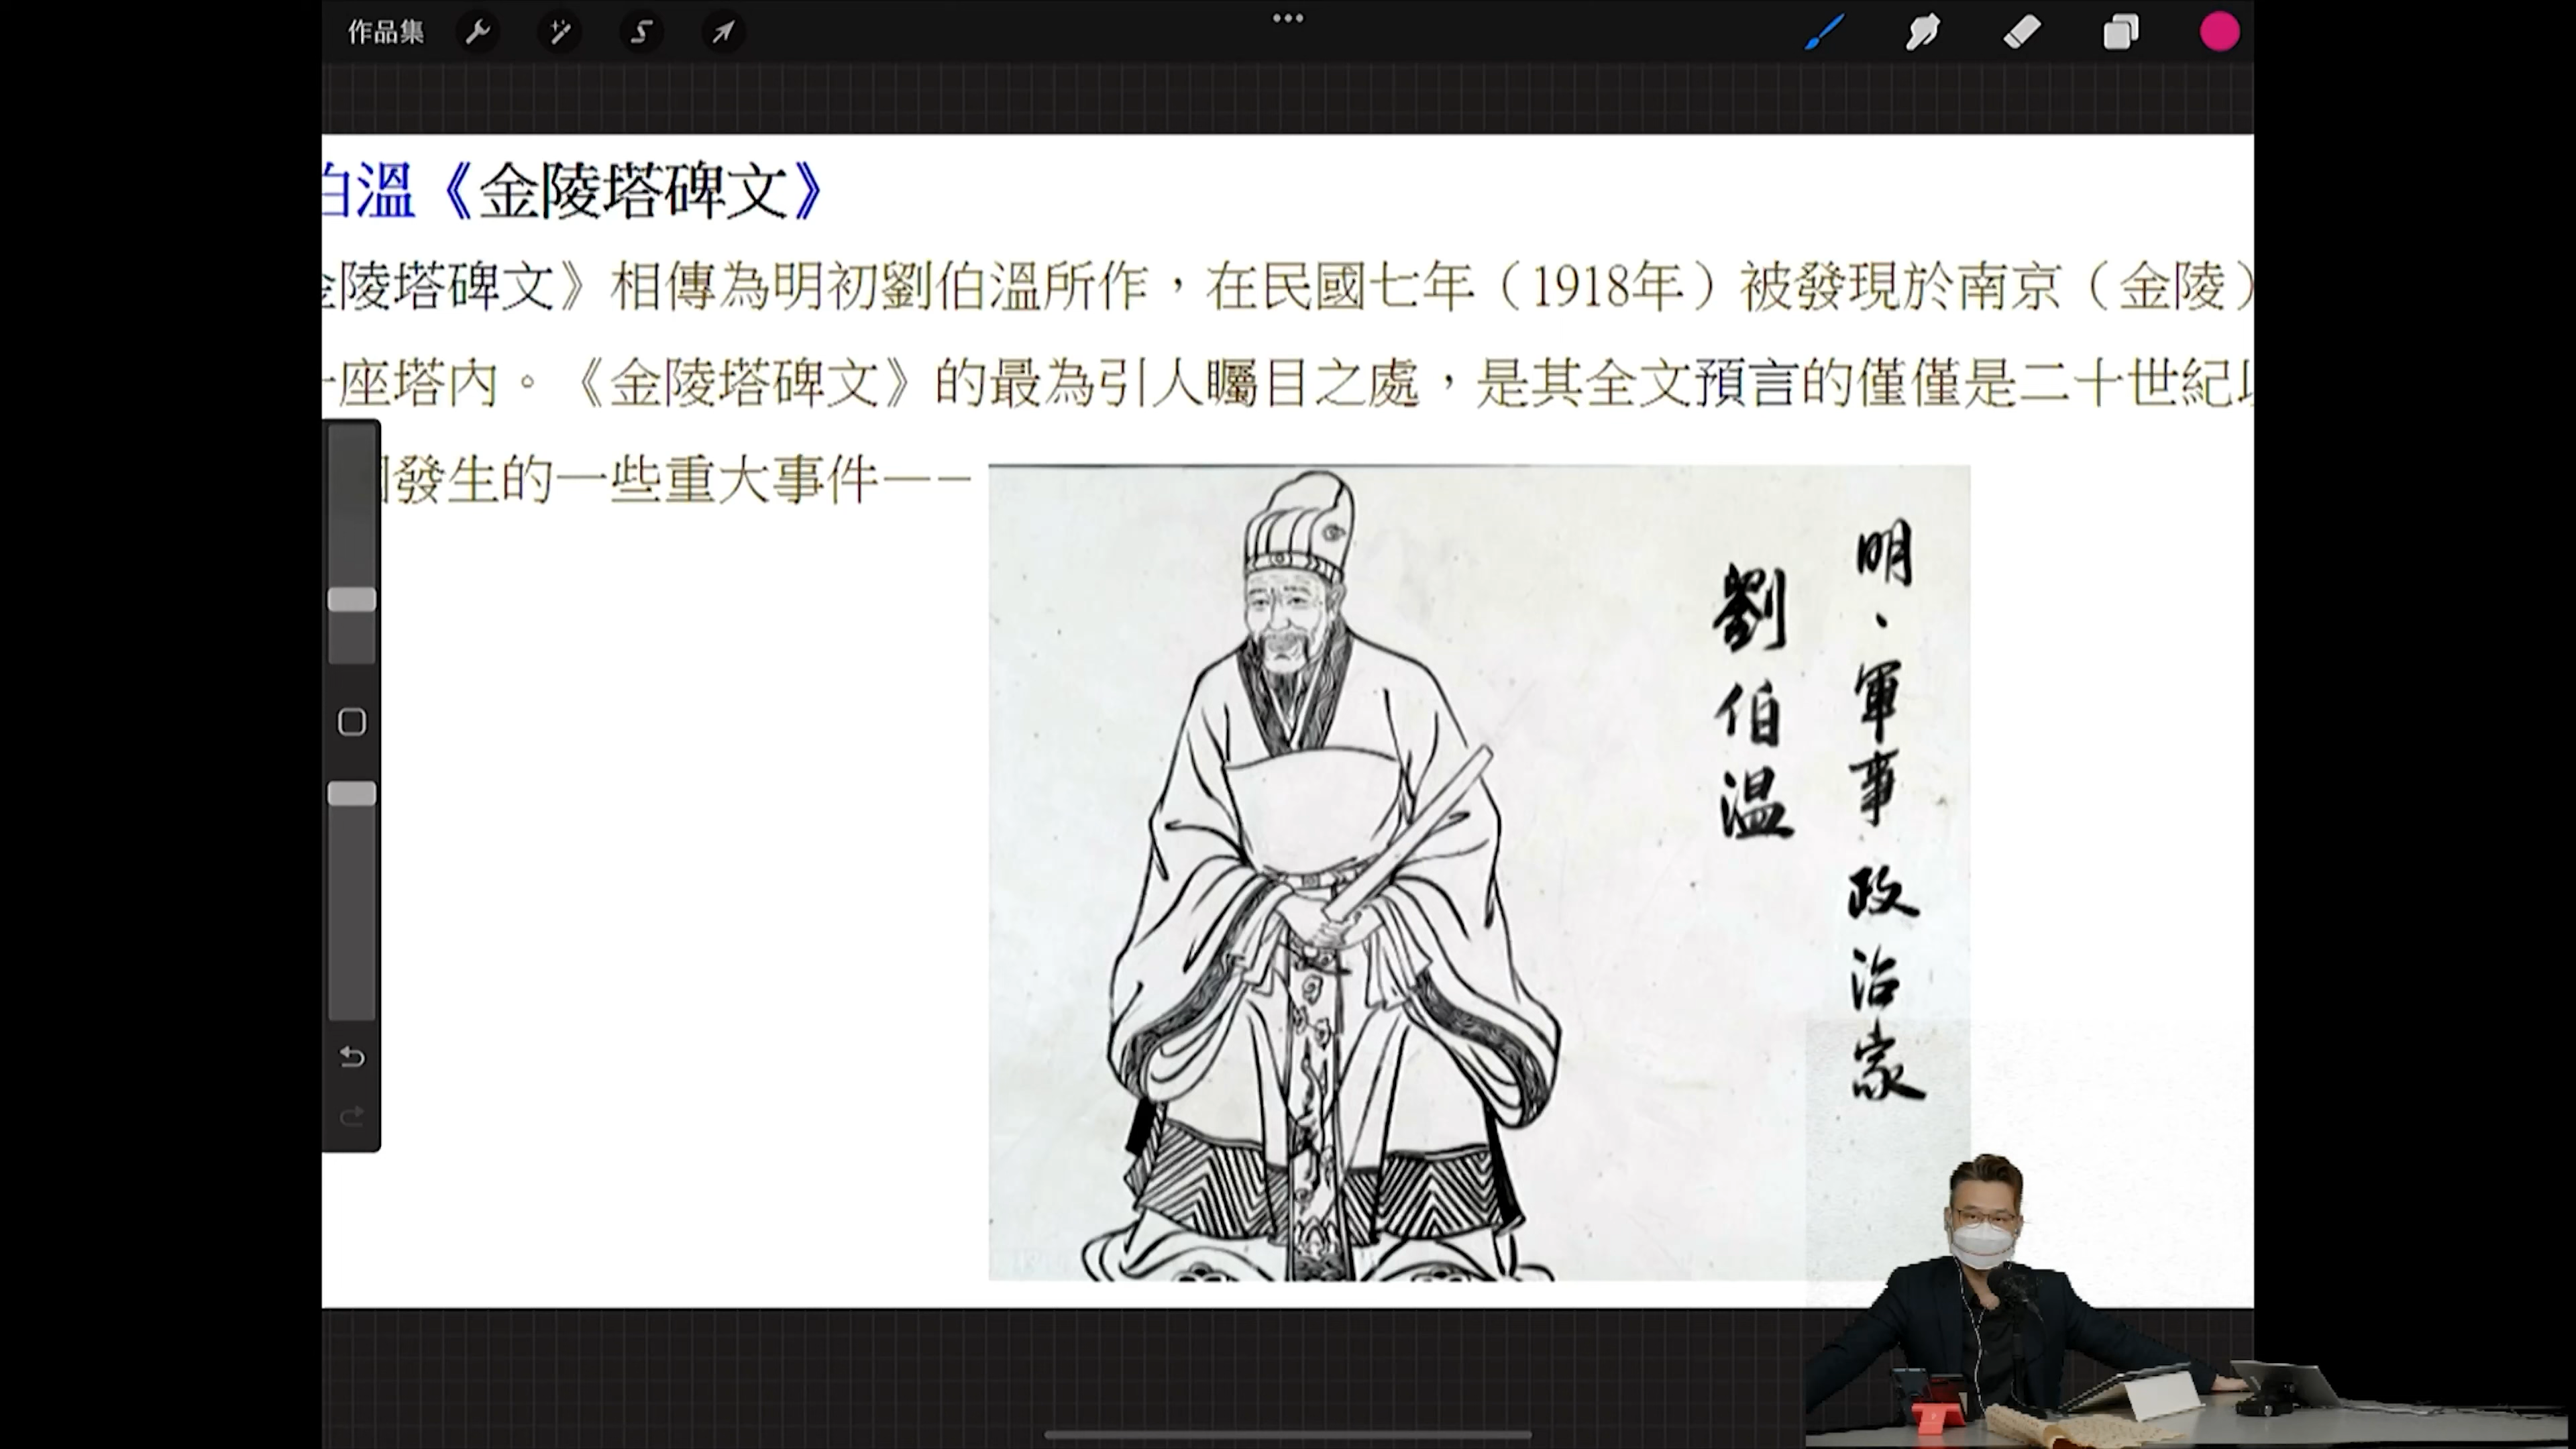 作品集
伯溫《金陵塔碑文》
金陵塔碑文》相傳為明初劉伯溫所作，在民國七年（1918年）被發現於南京（金陵）
一座塔內。《金陵塔碑文》的最為引人矚目之處，是其全文預言的僅僅是二十世紀以
發生的一些重大事件——
明、軍事政治家
劉伯温